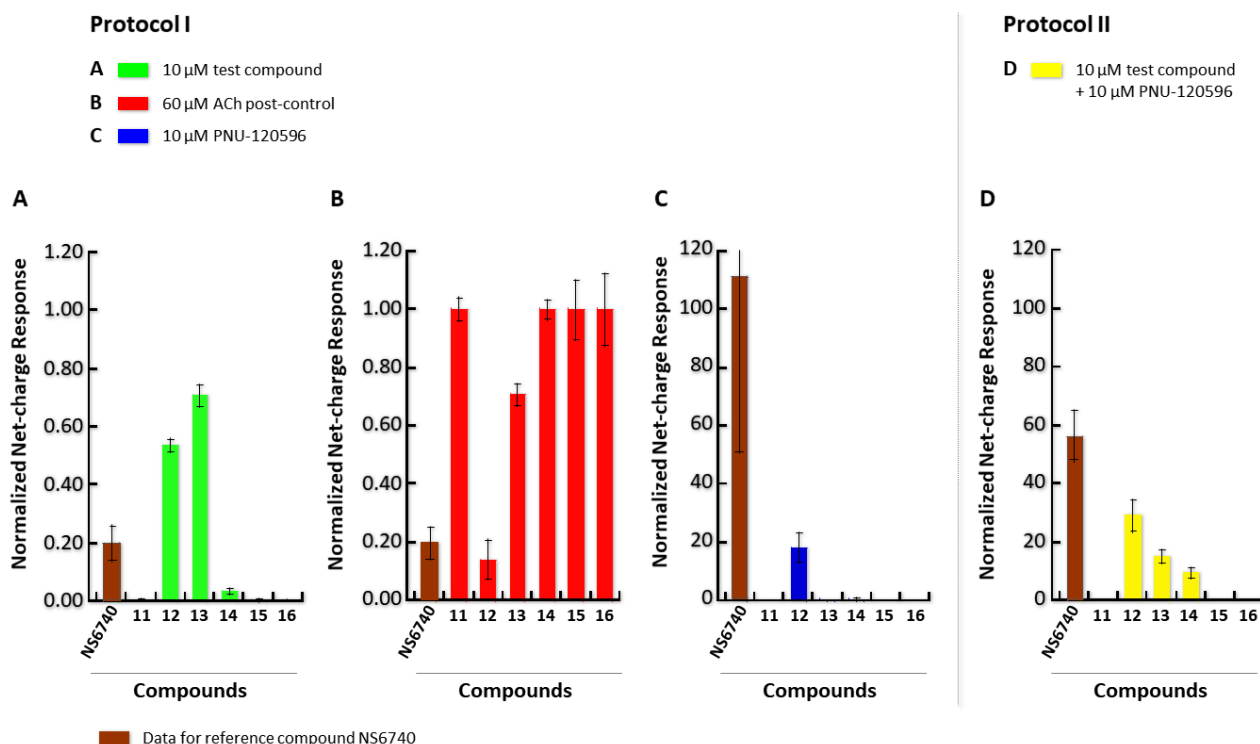 Protocol I
A 10 µM test compound
B 60 µM ACh post-control
C 10 µM PNU-120596
Protocol II
D 10 µM test compound
+ 10 µM PNU-120596
A
Normalized Net-charge Response
1.20
1.00
0.80
0.60
0.40
0.20
0.00
NS6740 11 12 13 14 15 16
Compounds
B
Normalized Net-charge Response
1.20
1.00
0.80
0.60
0.40
0.20
0.00
NS6740 11 12 13 14 15 16
Compounds
C
Normalized Net-charge Response
120
100
80
60
40
20
0
NS6740 11 12 13 14 15 16
Compounds
D
Normalized Net-charge Response
120
100
80
60
40
20
0
NS6740 11 12 13 14 15 16
Compounds
Data for reference compound NS6740